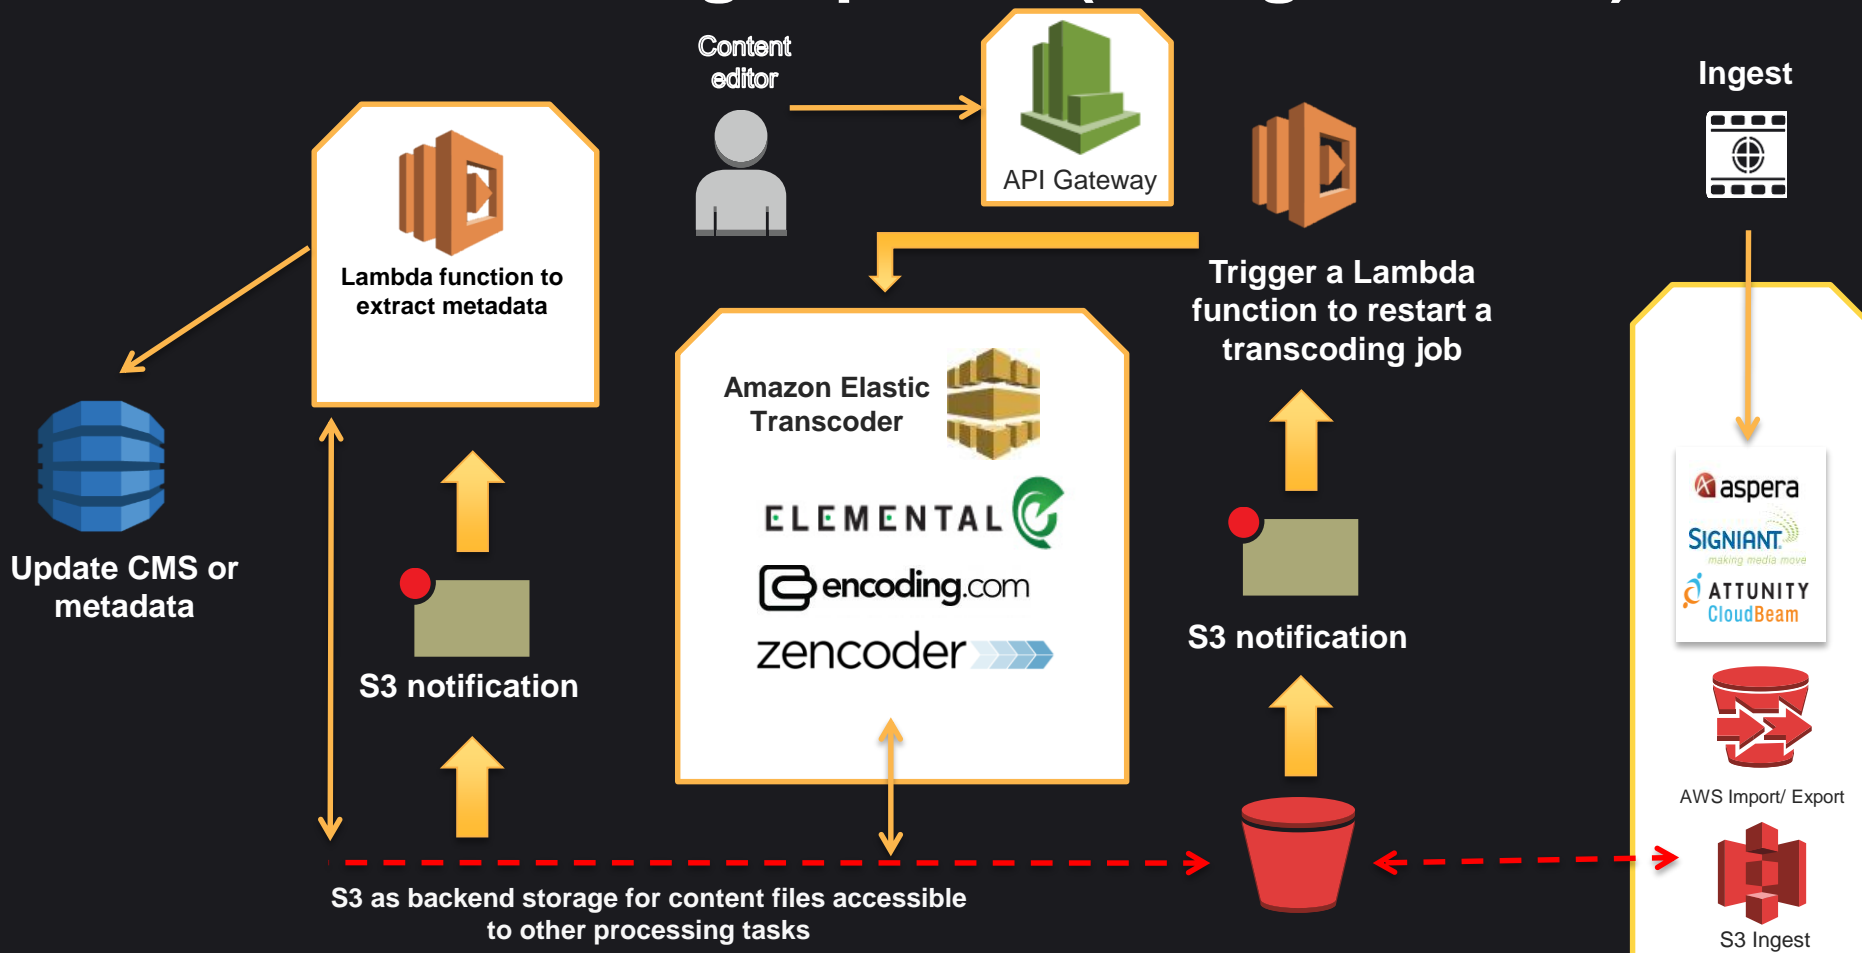 Content
editor
API Gateway
Ingest
Lambda function to
extract metadata
Trigger a Lambda
function to restart a
transcoding job
Amazon Elastic
Transcoder
ELEMENTAL
encoding.com
zencoder
Update CMS or
metadata
S3 notification
S3 notification
aspera
SIGNIANT
making media move
ATTUNITY
CloudBeam
AWS Import/ Export
S3 Ingest
S3 as backend storage for content files accessible
to other processing tasks